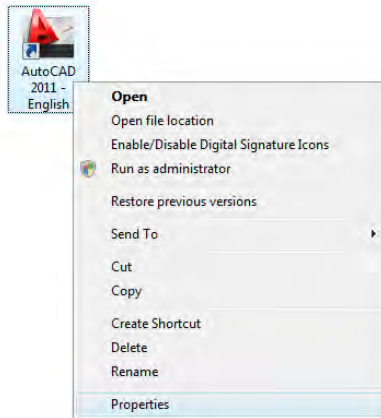 AutoCAD
2011 -
English
Open
Open file location
Enable/Disable Digital Signature Icons
Run as administrator
Restore previous versions
Send To
Cut
Copy
Create Shortcut
Delete
Rename
Properties